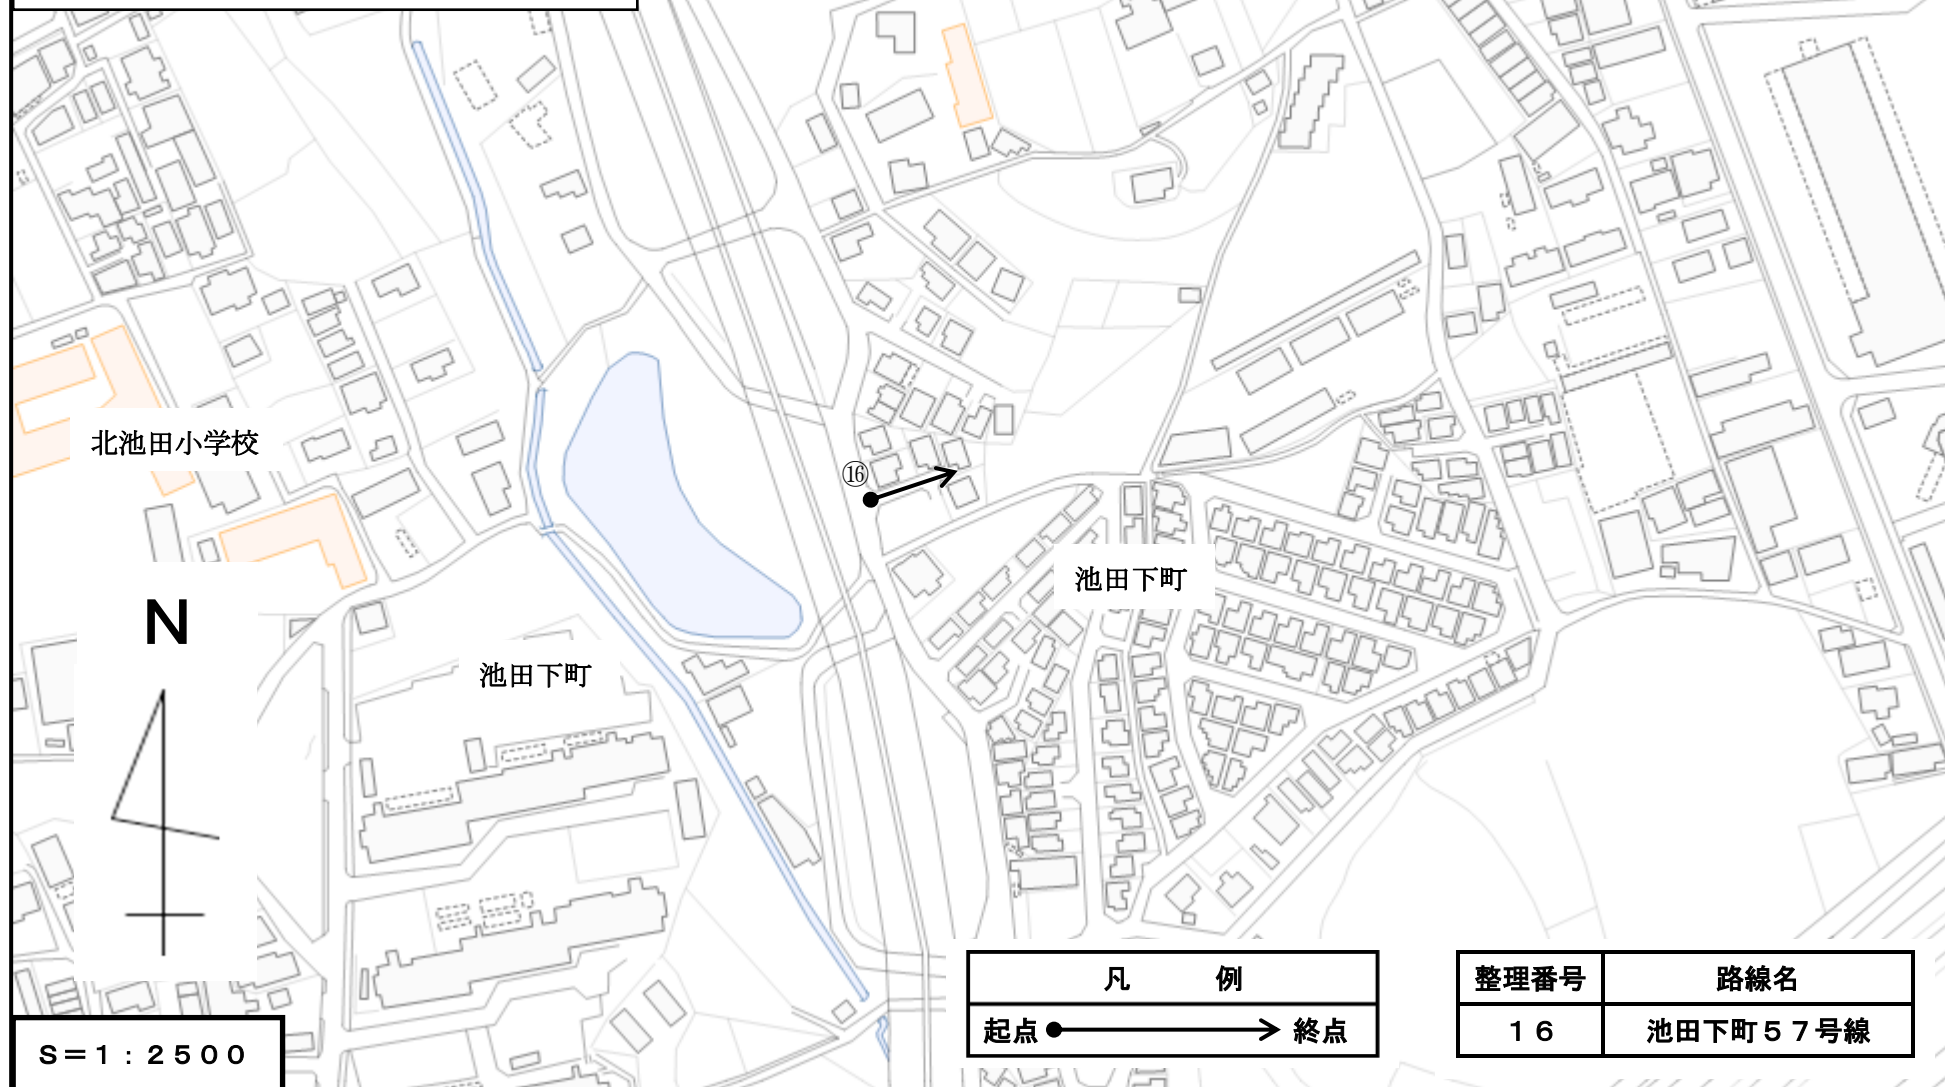 北池田小学校
⑯
池田下町
N
池田下町
凡　例
起点 終点
整理番号 路線名
１６ 池田下町５７号線
Ｓ＝１：２５００